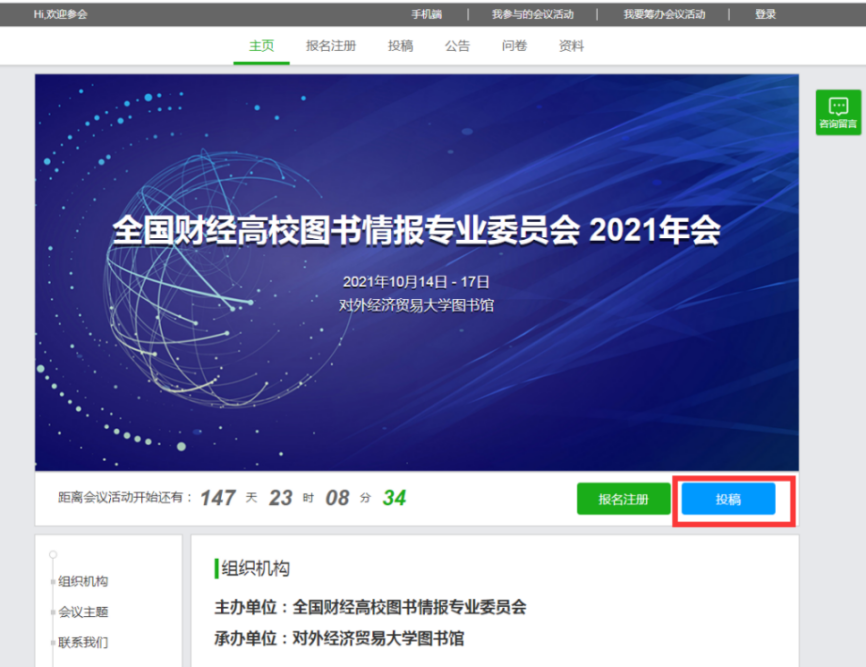 Hi,欢迎参会 手机端 | 我参与的会议活动 | 我要筹办会议活动 | 登录
主页 报名注册 投稿 公告 问卷 资料
咨询留言
全国财经高校图书情报专业委员会 2021年会
2021年10月14日 - 17日
对外经济贸易大学图书馆
距离会议活动开始还有： 147 天 23 时 08 分 34
报名注册 投稿
组织机构
会议主题
联系我们
组织机构
主办单位：全国财经高校图书情报专业委员会
承办单位：对外经济贸易大学图书馆